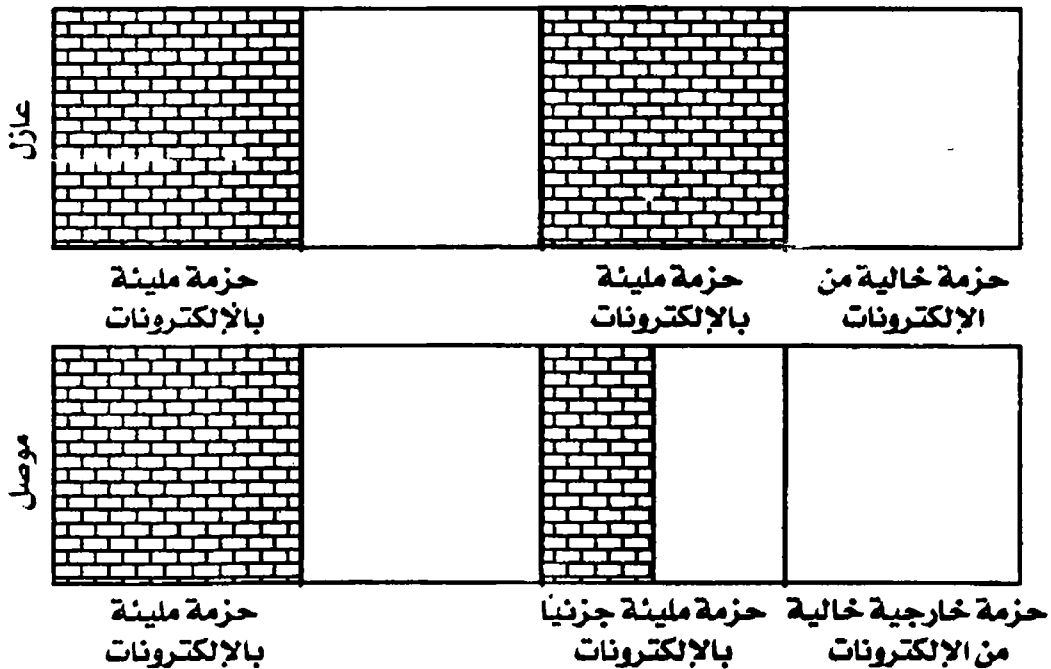 عازل
حزمة خالية من
الإلكترونات
حزمة مليئة
بالإلكترونات
حزمة مليئة
بالإلكترونات
موصل
حزمة خارجية خالية
من الإلكترونات
حزمة مليئة جزئيًا
بالإلكترونات
حزمة مليئة
بالإلكترونات